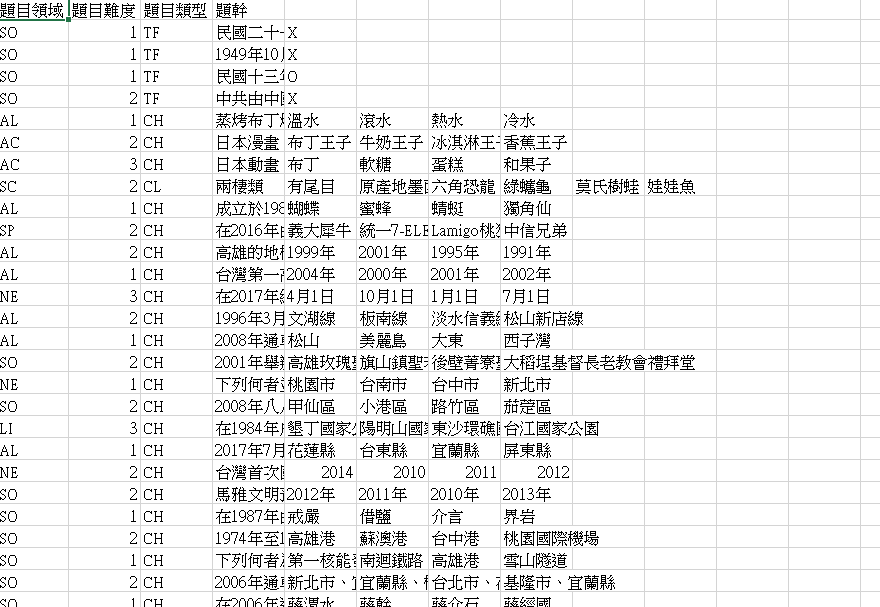 題目領域 題目難度 題目類型 題幹
SO 1 TF 民國二十 X
SO 1 TF 1949年10 X
SO 1 TF 民國十三 O
SO 2 TF 中共由中 X
AL 1 CH 蒸烤布丁 溫水 滾水 熱水 冷水
AC 2 CH 日本漫畫 布丁王子 牛奶王子 冰淇淋王 香蕉王子
AC 3 CH 日本動畫 布丁 軟糖 蛋糕 和果子
SC 2 CL 兩棲類 有尾目 原產地墨 六角恐龍 綠蠵龜 莫氏樹蛙 娃娃魚
AL 1 CH 成立於198 蝴蝶 蜜蜂 蜻蜓 獨角仙
SP 2 CH 在2016年 義大犀牛 統一7-ELE Lamigo桃 中信兄弟
AL 2 CH 高雄的地 1999年 2001年 1995年 1991年
AL 1 CH 台灣第一 2004年 2000年 2001年 2002年
NE 3 CH 在2017年 4月1日 10月1日 1月1日 7月1日
AL 2 CH 1996年3月 文湖線 板南線 淡水信義 松山新店線
AL 1 CH 2008年通 松山 美麗島 大東 西子灣
SO 2 CH 2001年舉 高雄玫瑰 旗山鎮聖 後壁菁寮 大稻埕基督長老教會禮拜堂
NE 1 CH 下列何者 桃園市 台南市 台中市 新北市
SO 2 CH 2008年八 甲仙區 小港區 路竹區 茄萣區
LI 3 CH 在1984年 墾丁國家 陽明山國 東沙環礁 台江國家公園
AL 1 CH 2017年7月 花蓮縣 台東縣 宜蘭縣 屏東縣
NE 2 CH 台灣首次 2014 2010 2011 2012
SO 2 CH 馬雅文明 2012年 2011年 2010年 2013年
SO 1 CH 在1987年 戒嚴 借鹽 介言 界岩
SO 2 CH 1974年至 高雄港 蘇澳港 台中港 桃園國際機場
SO 1 CH 下列何者 第一核能 南迴鐵路 高雄港 雪山隧道
SO 2 CH 2006年通 新北市、 宜蘭縣、 台北市、 基隆市、宜蘭縣
SO 1 CH 在2006年 蔣渭水 蔣幹 蔣介石 蔣經國